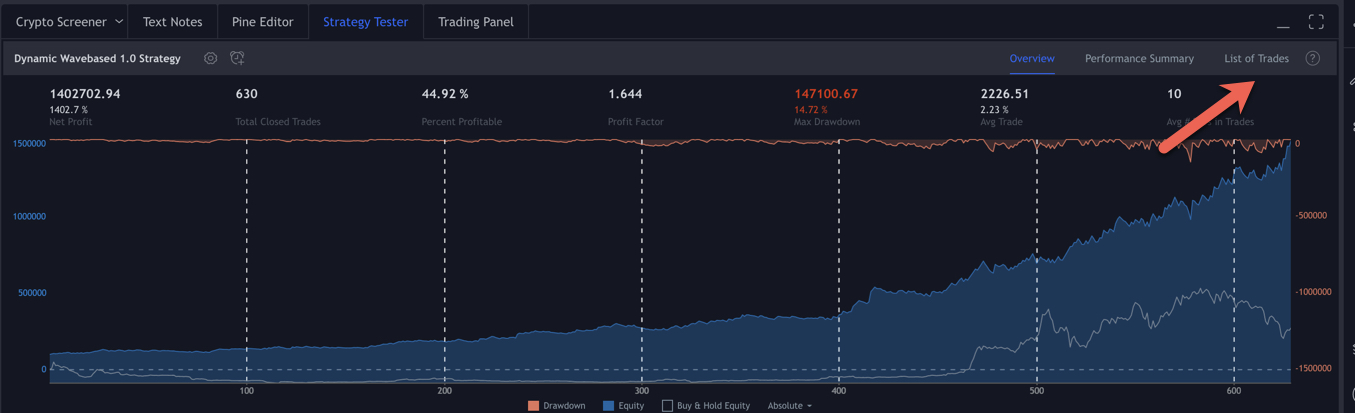 Crypto Screener Text Notes Pine Editor Strategy Tester Trading Panel
Dynamic Wavebased 1.0 Strategy Overview Performance Summary List of Trades ?
1402702.94 630 44.92 % 1.644 147100.67 2226.51 10
1402.7 % 14.72 % 2.23 %
Net Profit Total Closed Trades Percent Profitable Profit Factor Max Drawdown Avg Trade Avg # in Trades
1500000 0
1000000 -500000
500000 -1000000
0 -1500000
100 200 300 400 500 600
Drawdown Equity Buy & Hold Equity Absolute